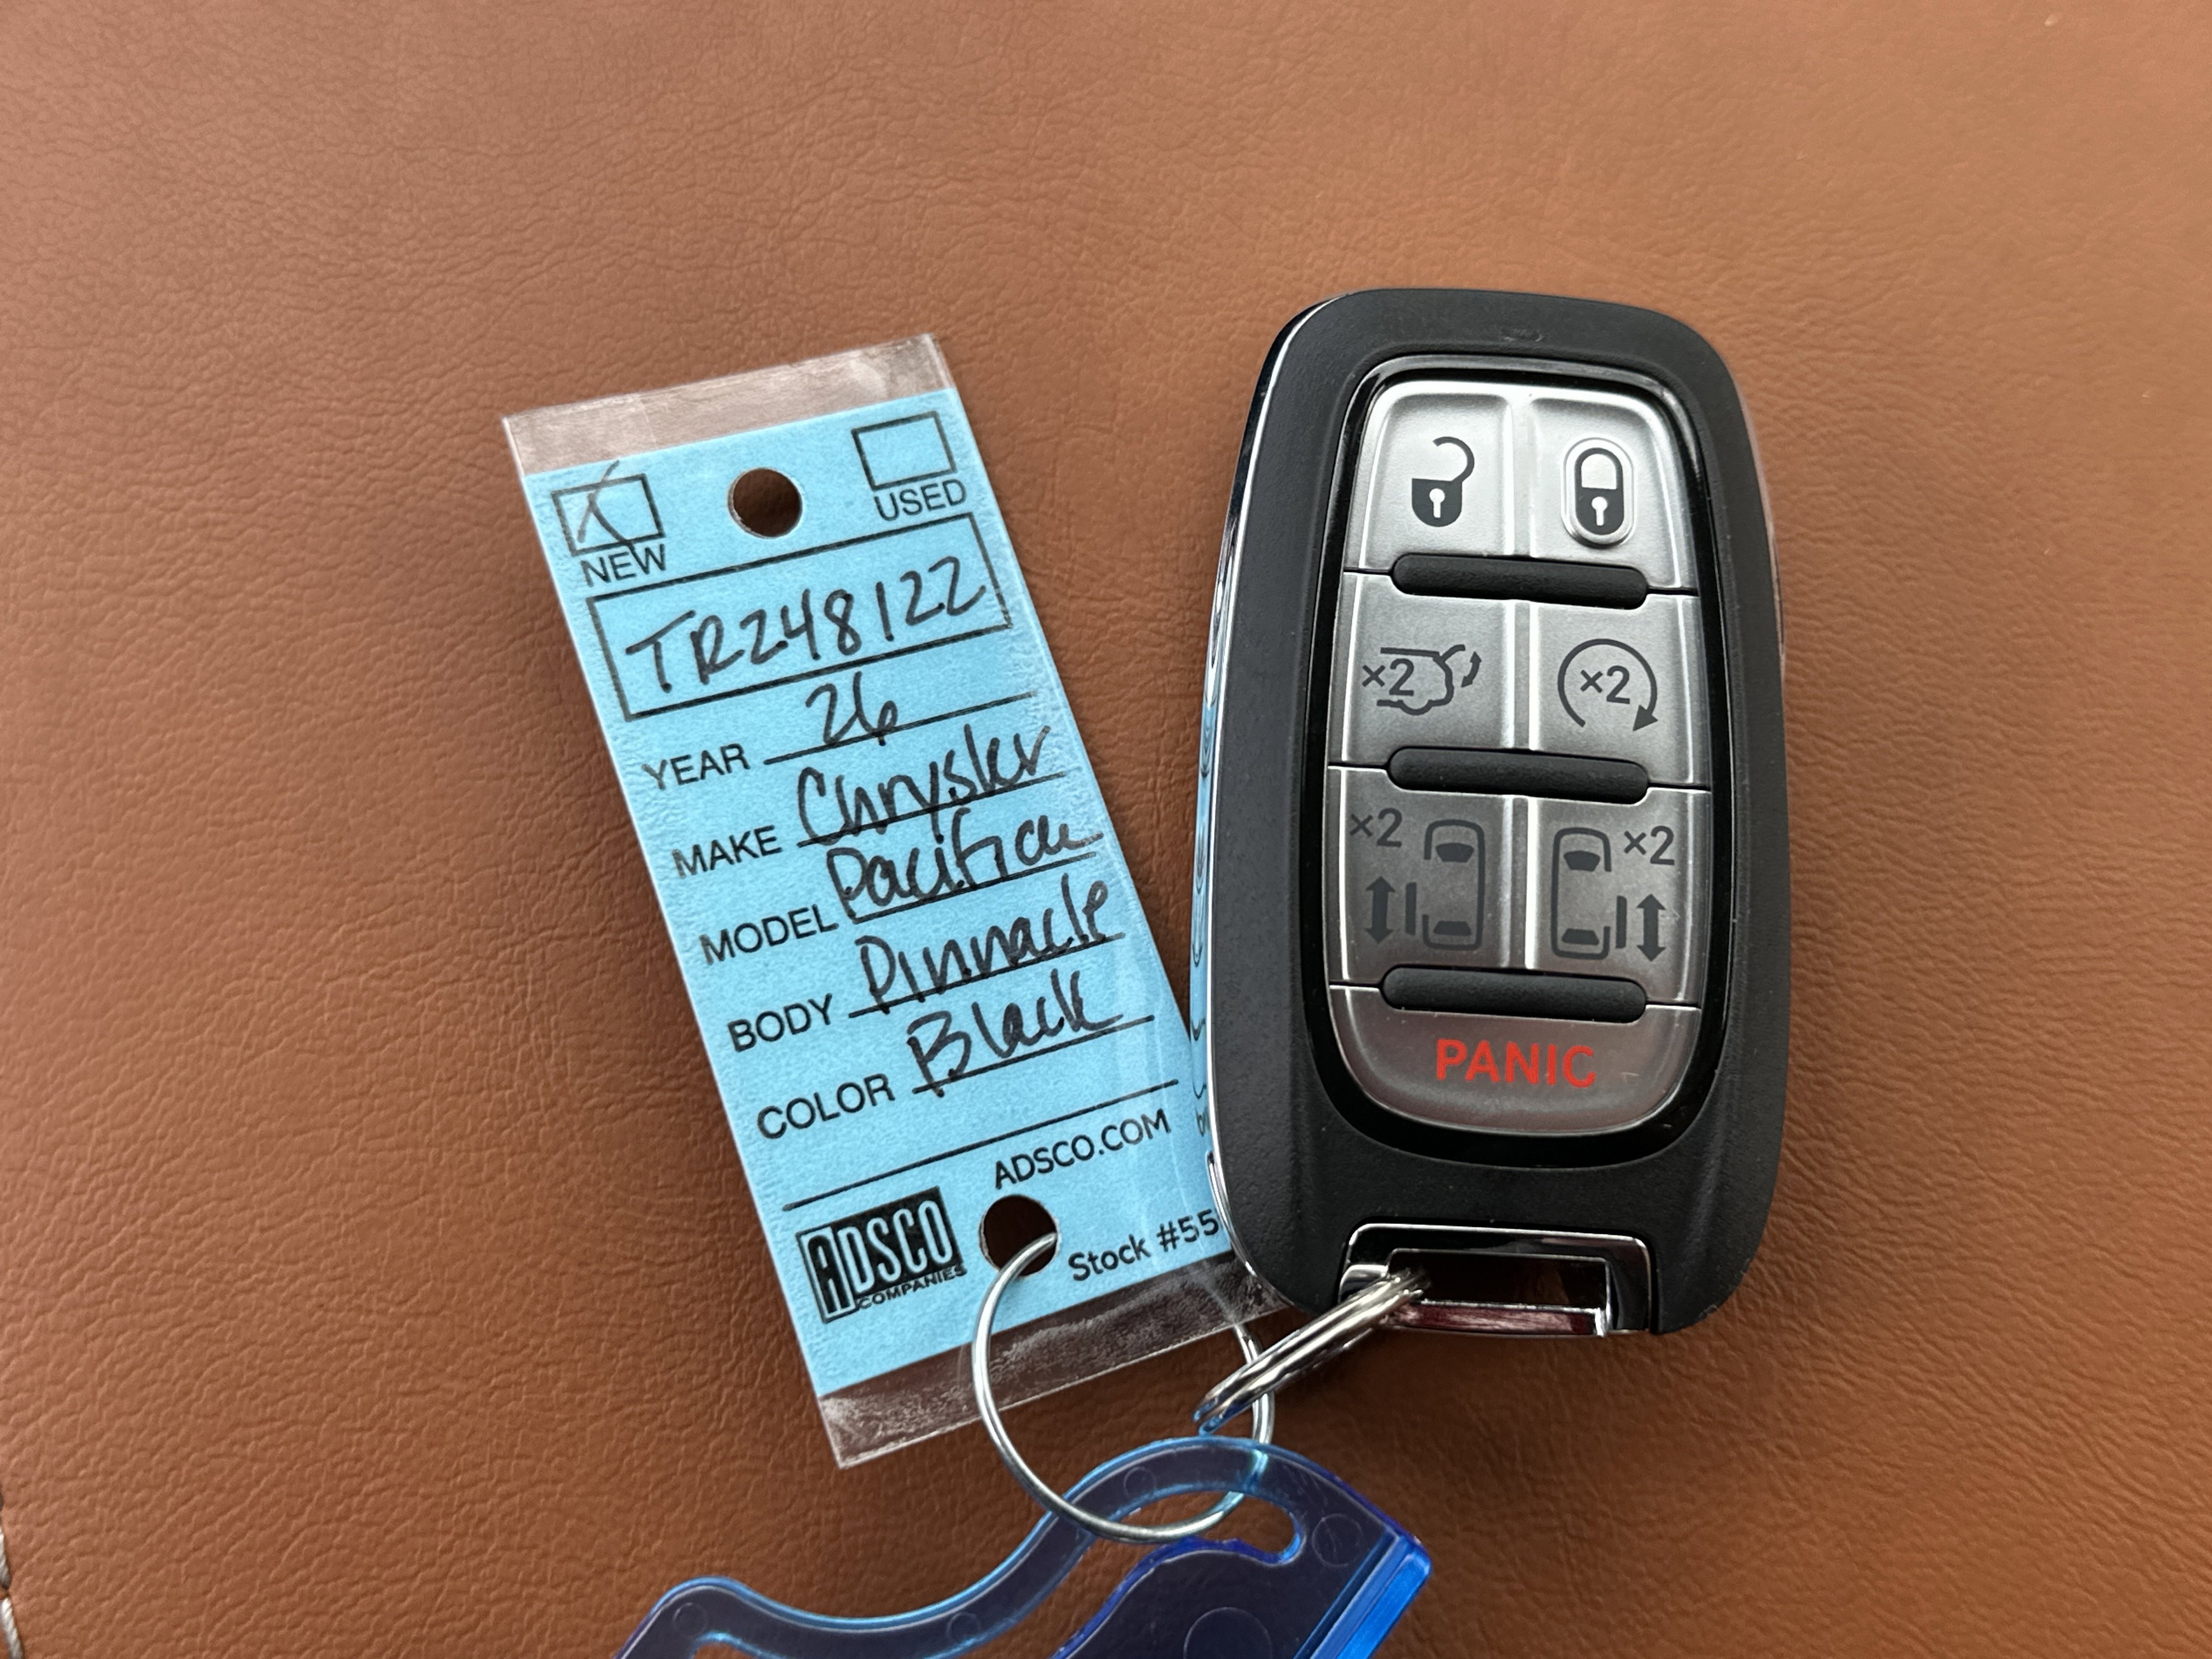 NEW
USED
TR248122
YEAR 26
MAKE Chrysler
MODEL Pacifica
BODY Pinnacle
COLOR Black
ADSCO.COM
ADSCO
COMPANIES
Stock #55
×2
×2
×2
×2
PANIC